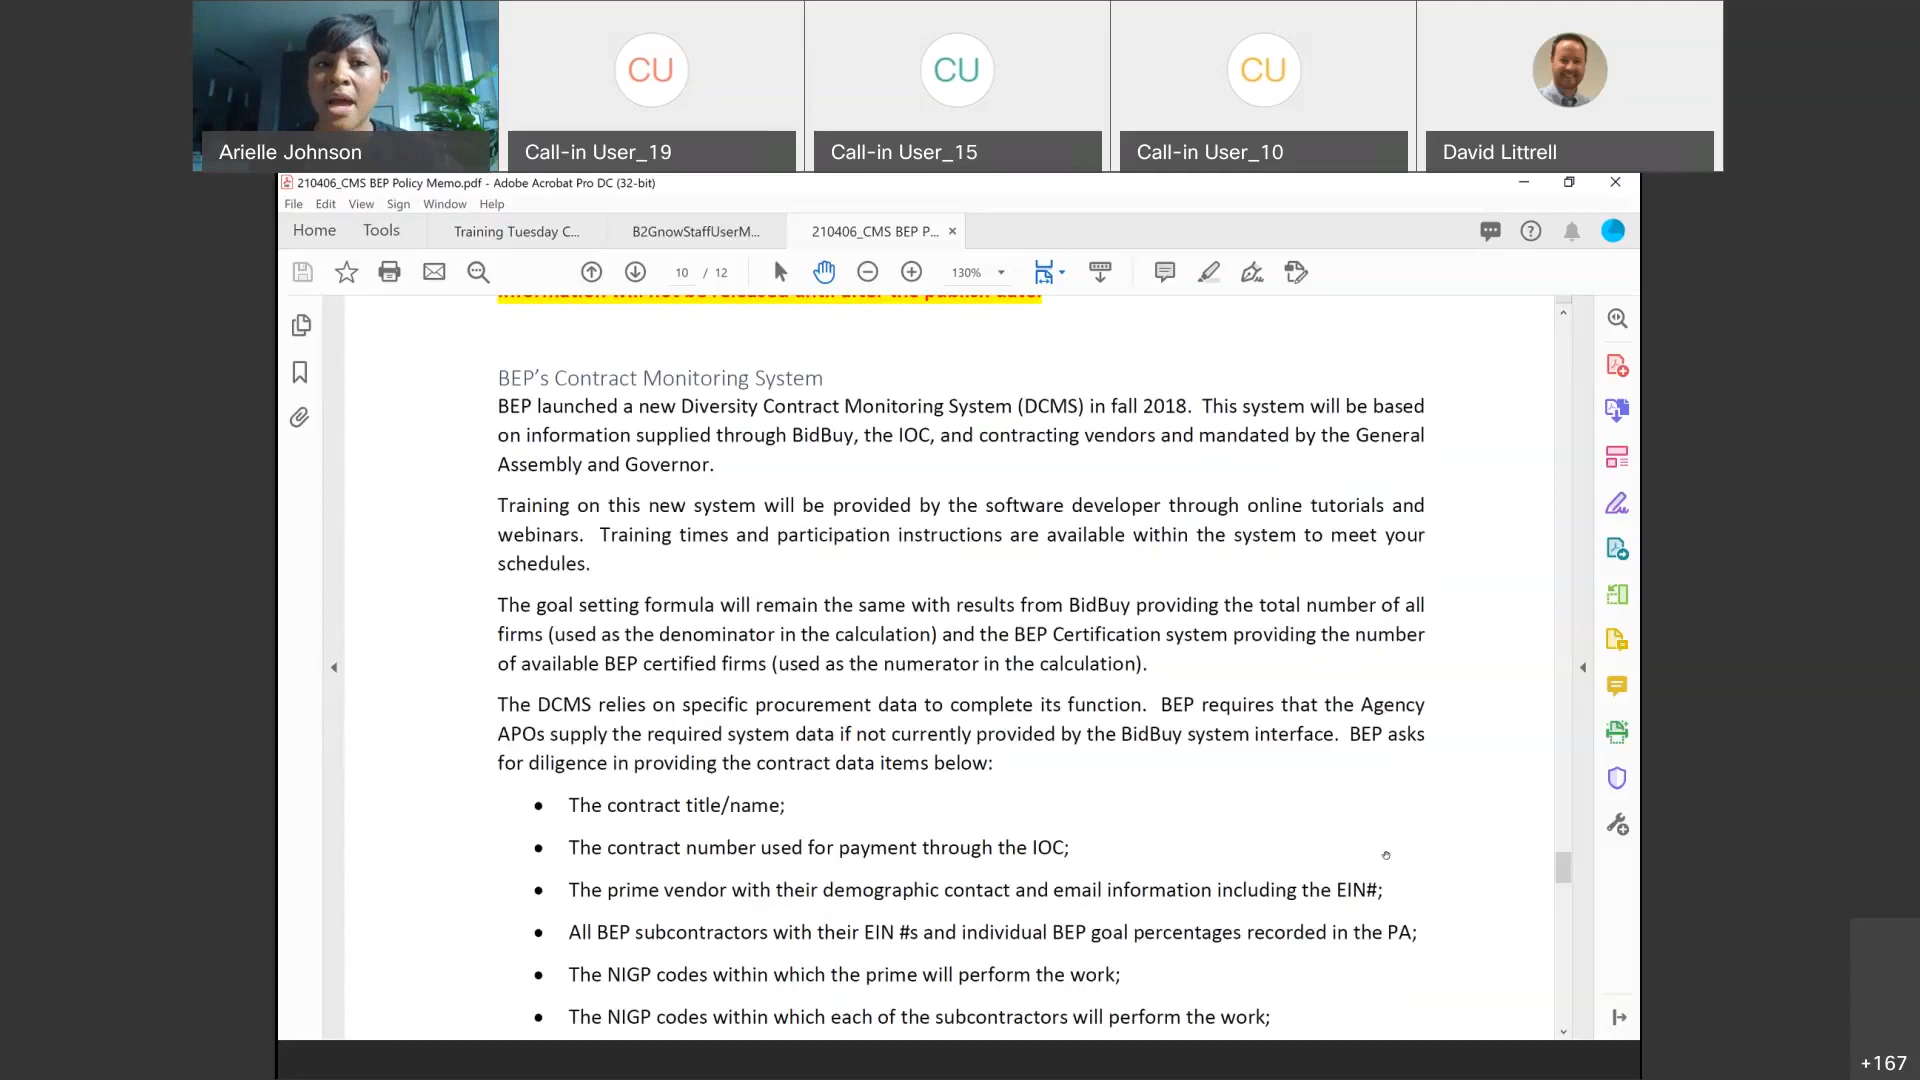 CU
CU
CU
Arielle Johnson
Call-in User_19
Call-in User_15
Call-in User_10
David Littrell
210406_CMS BEP Policy Memo.pdf - Adobe Acrobat Pro DC (32-bit)
File Edit View Sign Window Help
Home Tools Training Tuesday C... B2GnowStaffUserM... 210406_CMS BEP P...
10 / 12 130%
information will not be released until after the publish date.
BEP’s Contract Monitoring System
BEP launched a new Diversity Contract Monitoring System (DCMS) in fall 2018. This system will be based
on information supplied through BidBuy, the IOC, and contracting vendors and mandated by the General
Assembly and Governor.
Training on this new system will be provided by the software developer through online tutorials and
webinars. Training times and participation instructions are available within the system to meet your
schedules.
The goal setting formula will remain the same with results from BidBuy providing the total number of all
firms (used as the denominator in the calculation) and the BEP Certification system providing the number
of available BEP certified firms (used as the numerator in the calculation).
The DCMS relies on specific procurement data to complete its function. BEP requires that the Agency
APOs supply the required system data if not currently provided by the BidBuy system interface. BEP asks
for diligence in providing the contract data items below:
• The contract title/name;
• The contract number used for payment through the IOC;
• The prime vendor with their demographic contact and email information including the EIN#;
• All BEP subcontractors with their EIN #s and individual BEP goal percentages recorded in the PA;
• The NIGP codes within which the prime will perform the work;
• The NIGP codes within which each of the subcontractors will perform the work;
+167